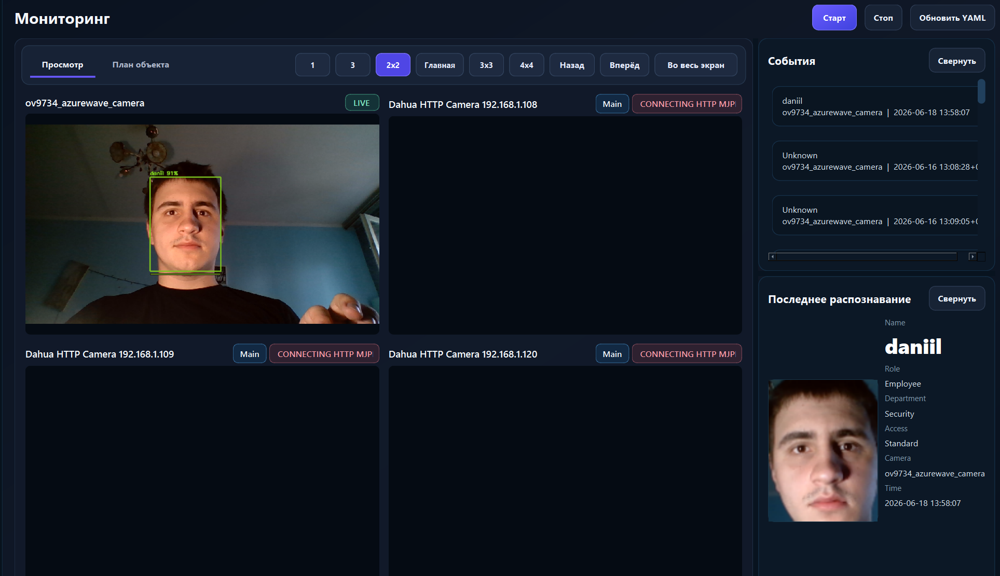 Мониторинг
Старт
Стоп
Обновить YAML
Просмотр
План объекта
1
3
2x2
Главная
3x3
4x4
Назад
Вперёд
Во весь экран
ov9734_azurewave_camera
LIVE
daniil 91%
Dahua HTTP Camera 192.168.1.108
Main
CONNECTING HTTP MJP
Dahua HTTP Camera 192.168.1.109
Main
CONNECTING HTTP MJP
Dahua HTTP Camera 192.168.1.120
Main
CONNECTING HTTP MJP
События
Свернуть
daniil
ov9734_azurewave_camera | 2026-06-18 13:58:07
Unknown
ov9734_azurewave_camera | 2026-06-16 13:08:28+0
Unknown
ov9734_azurewave_camera | 2026-06-16 13:09:05+0
Последнее распознавание
Свернуть
Name
daniil
Role
Employee
Department
Security
Access
Standard
Camera
ov9734_azurewave_camera
Time
2026-06-18 13:58:07